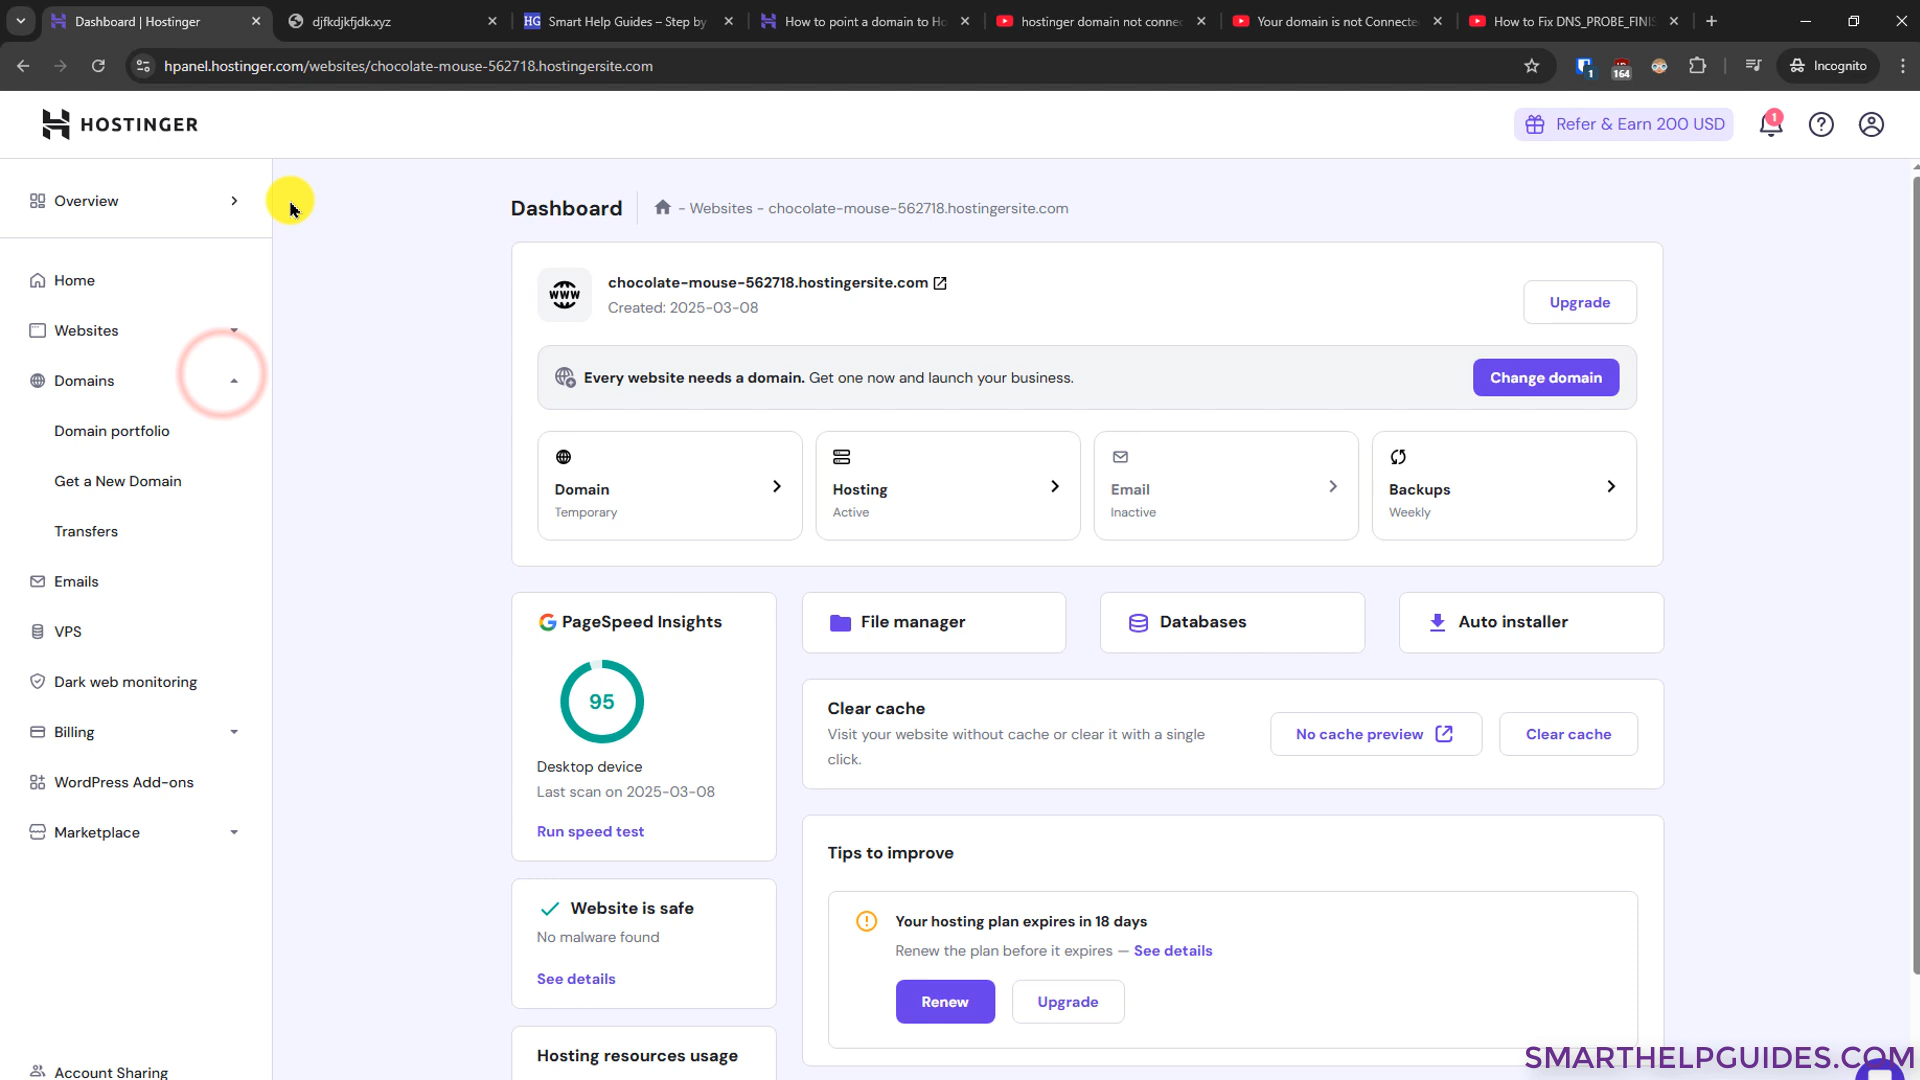 Dashboard | Hostinger
djfkdjkfjdk.xyz
Smart Help Guides – Step by
How to point a domain to Ho
hostinger domain not connec
Your domain is not Connecte
How to Fix DNS_PROBE_FINIS
hpanel.hostinger.com/websites/chocolate-mouse-562718.hostingersite.com
1
164
Incognito
HOSTINGER
Refer & Earn 200 USD
1
Overview
Home
Websites
Domains
Domain portfolio
Get a New Domain
Transfers
Emails
VPS
Dark web monitoring
Billing
WordPress Add-ons
Marketplace
Account Sharing
Dashboard
- Websites - chocolate-mouse-562718.hostingersite.com
www
chocolate-mouse-562718.hostingersite.com
Created: 2025-03-08
Upgrade
Every website needs a domain. Get one now and launch your business.
Change domain
Domain
Temporary
Hosting
Active
Email
Inactive
Backups
Weekly
PageSpeed Insights
95
Desktop device
Last scan on 2025-03-08
Run speed test
File manager
Databases
Auto installer
Clear cache
Visit your website without cache or clear it with a single
click.
No cache preview
Clear cache
Website is safe
No malware found
See details
Hosting resources usage
Tips to improve
Your hosting plan expires in 18 days
Renew the plan before it expires — See details
Renew
Upgrade
SMARTHELPGUIDES.COM